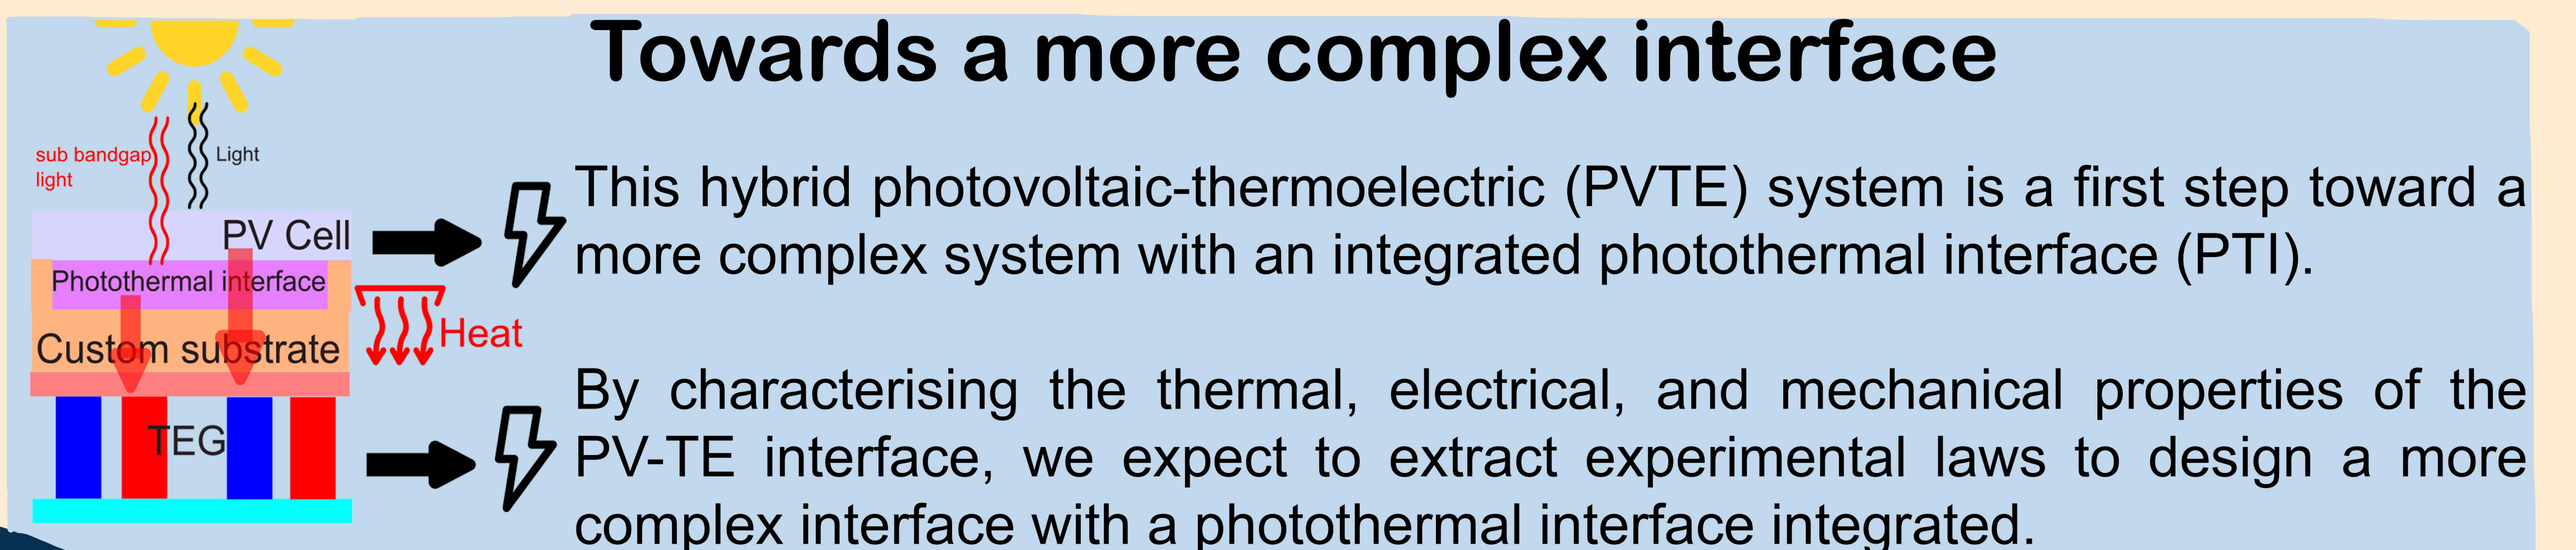 Towards a more complex interface
sub bandgap
light
Light
PV Cell
Photothermal interface
Heat
Custom substrate
TEG
This hybrid photovoltaic-thermoelectric (PVTE) system is a first step toward a
more complex system with an integrated photothermal interface (PTI).
By characterising the thermal, electrical, and mechanical properties of the
PV-TE interface, we expect to extract experimental laws to design a more
complex interface with a photothermal interface integrated.